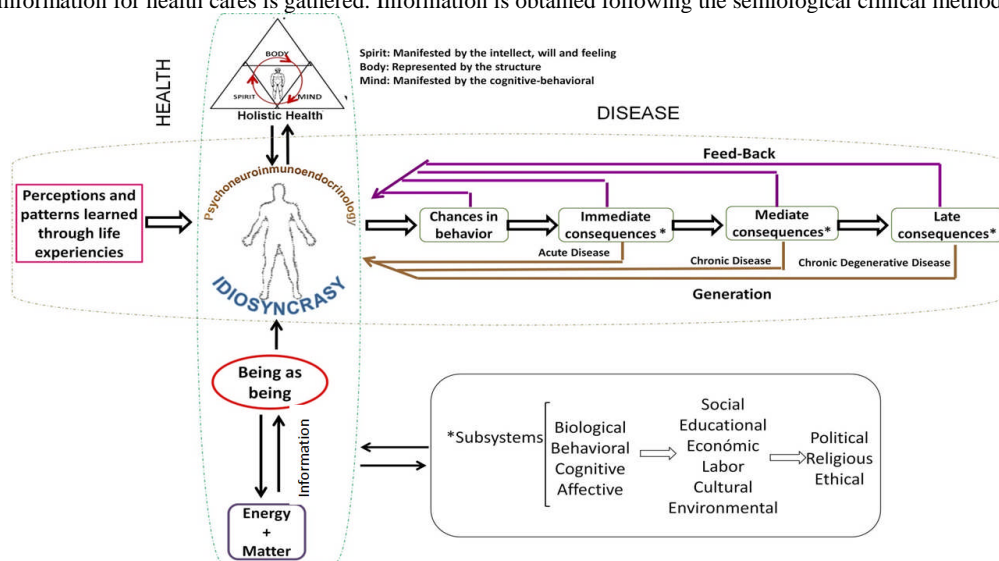 information for health cares is gathered. Information is obtained following the semiological clinical method
BODY
SPIRIT
MIND
Holistic Health
Spirit: Manifested by the intellect, will and feeling
Body: Represented by the structure
Mind: Manifested by the cognitive-behavioral
HEALTH
DISEASE
Perceptions and
patterns learned
through life
experiencies
Psychoneuroinmunoendocrinology
IDIOSYNCRASY
Feed-Back
Chances in
behavior
Immediate
consequences *
Mediate
consequences*
Late
consequences*
Acute Disease
Chronic Disease
Chronic Degenerative Disease
Generation
Being as
being
Information
Energy
+
Matter
*Subsystems
Biological
Behavioral
Cognitive
Affective
Social
Educational
Económic
Labor
Cultural
Environmental
Political
Religious
Ethical